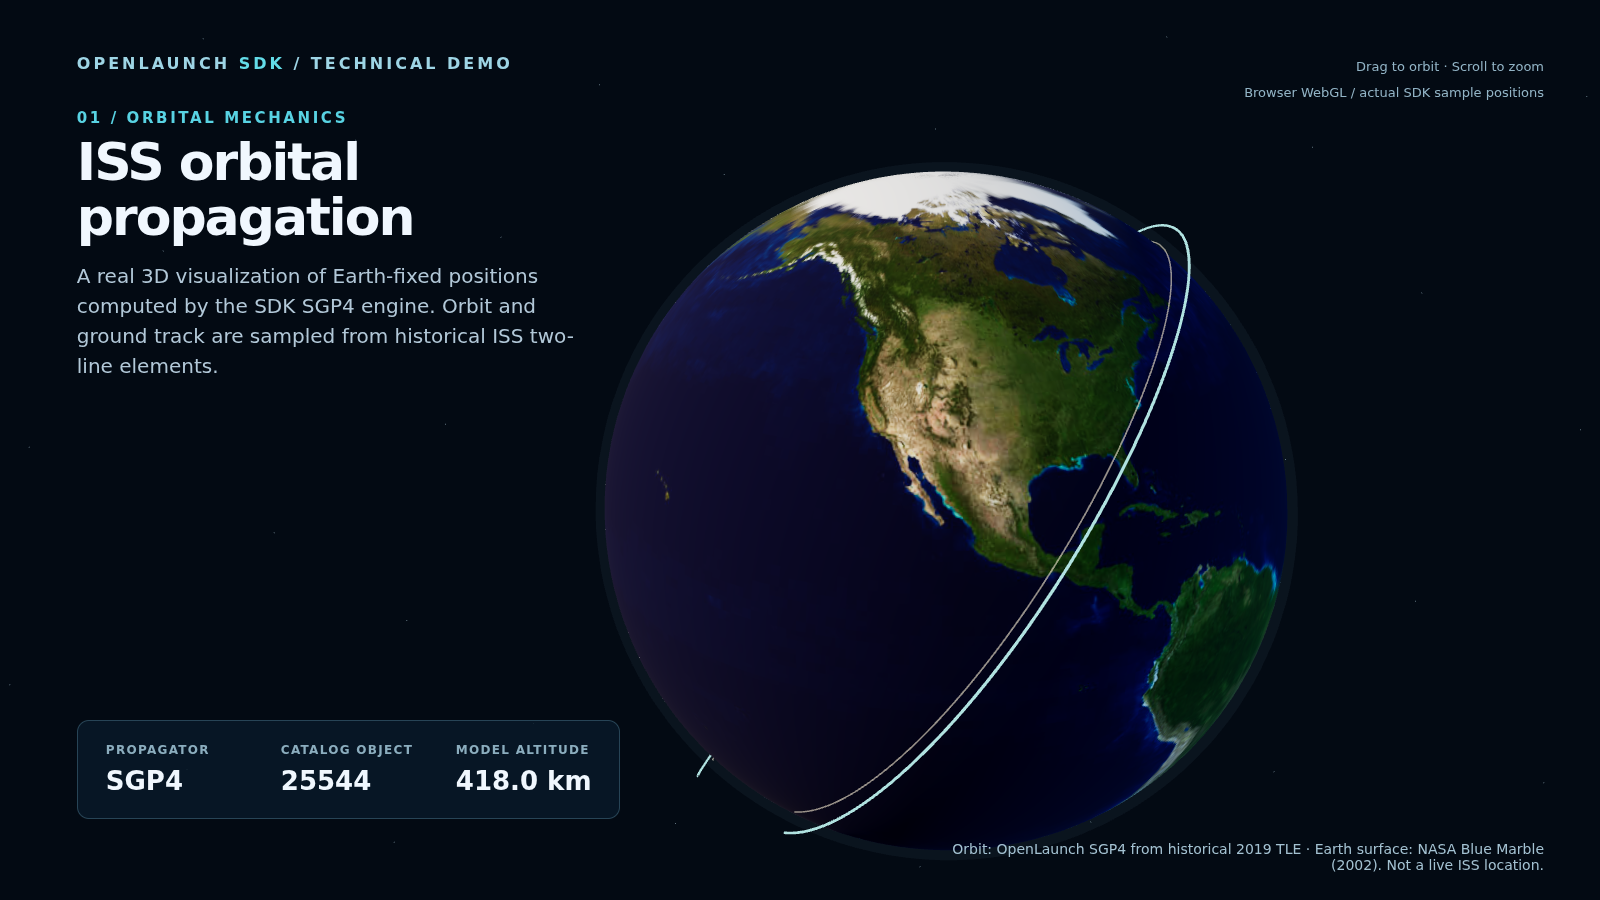 OPENLAUNCH SDK / TECHNICAL DEMO
Drag to orbit · Scroll to zoom
Browser WebGL / actual SDK sample positions
01 / ORBITAL MECHANICS
ISS orbital
propagation
A real 3D visualization of Earth-fixed positions
computed by the SDK SGP4 engine. Orbit and
ground track are sampled from historical ISS two-
line elements.
PROPAGATOR
SGP4
CATALOG OBJECT
25544
MODEL ALTITUDE
418.0 km
Orbit: OpenLaunch SGP4 from historical 2019 TLE · Earth surface: NASA Blue Marble
(2002). Not a live ISS location.